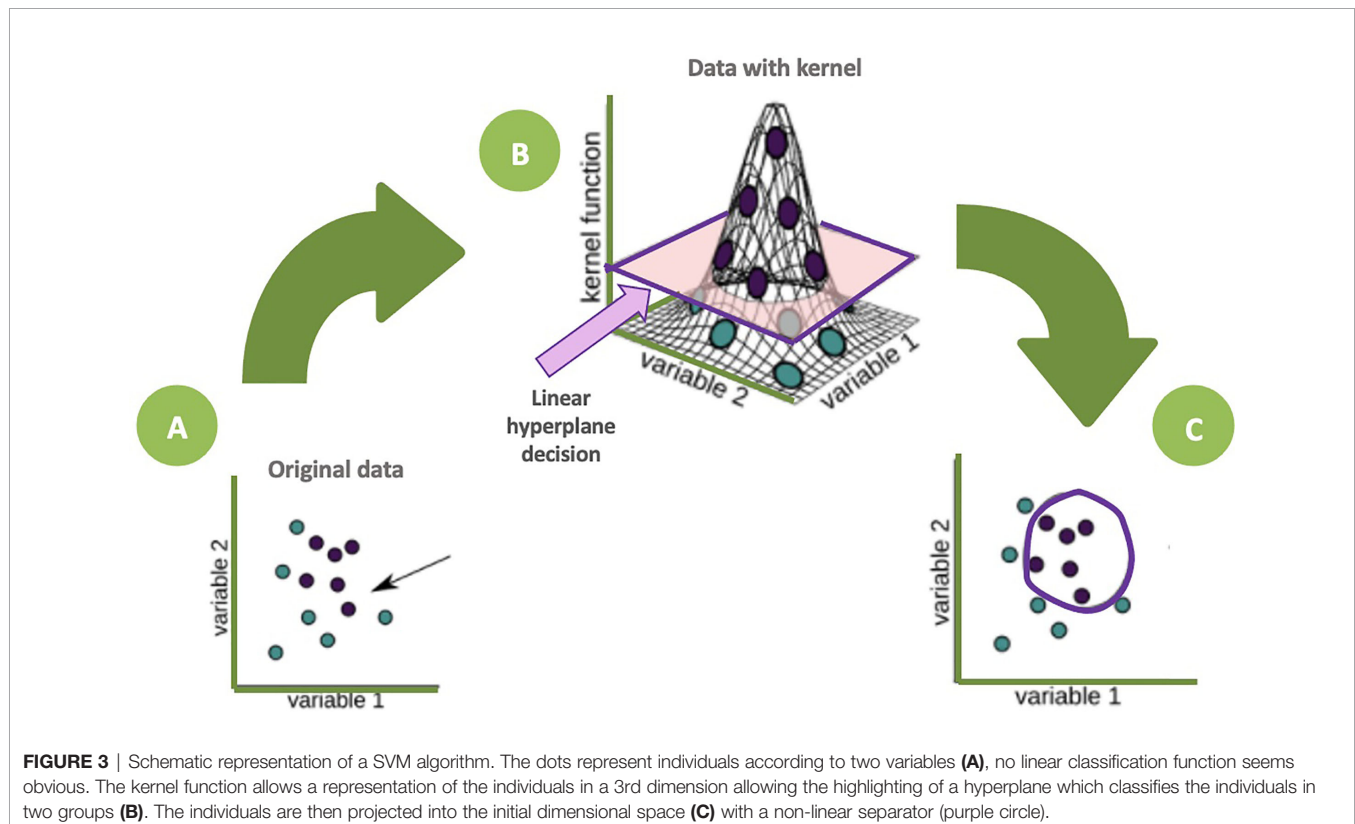 Data with kernel
B
kernel function
variable 2
variable 1
Linear
hyperplane
decision
A
Original data
variable 2
variable 1
C
variable 2
variable 1
FIGURE 3 | Schematic representation of a SVM algorithm. The dots represent individuals according to two variables (A), no linear classification function seems
obvious. The kernel function allows a representation of the individuals in a 3rd dimension allowing the highlighting of a hyperplane which classifies the individuals in
two groups (B). The individuals are then projected into the initial dimensional space (C) with a non-linear separator (purple circle).